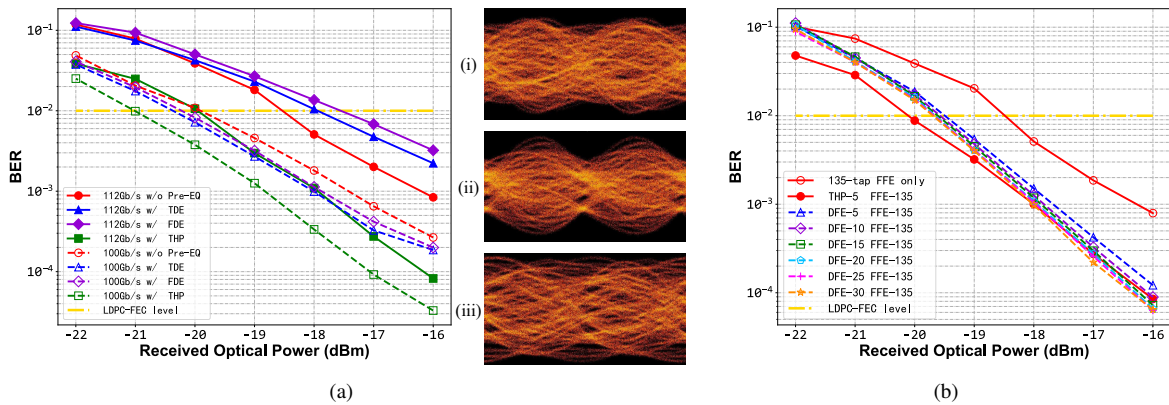 (a)
10⁻¹
10⁻²
10⁻³
10⁻⁴
BER
112Gb/s w/o Pre-EQ
112Gb/s w/ TDE
112Gb/s w/ FDE
112Gb/s w/ THP
100Gb/s w/o Pre-EQ
100Gb/s w/ TDE
100Gb/s w/ FDE
100Gb/s w/ THP
LDPC-FEC level
-22 -21 -20 -19 -18 -17 -16
Received Optical Power (dBm)
(i)
(ii)
(iii)
(a)
(b)
10⁻¹
10⁻²
10⁻³
10⁻⁴
BER
135-tap FFE only
THP-5 FFE-135
DFE-5 FFE-135
DFE-10 FFE-135
DFE-15 FFE-135
DFE-20 FFE-135
DFE-25 FFE-135
DFE-30 FFE-135
LDPC-FEC level
-22 -21 -20 -19 -18 -17 -16
Received Optical Power (dBm)
(b)